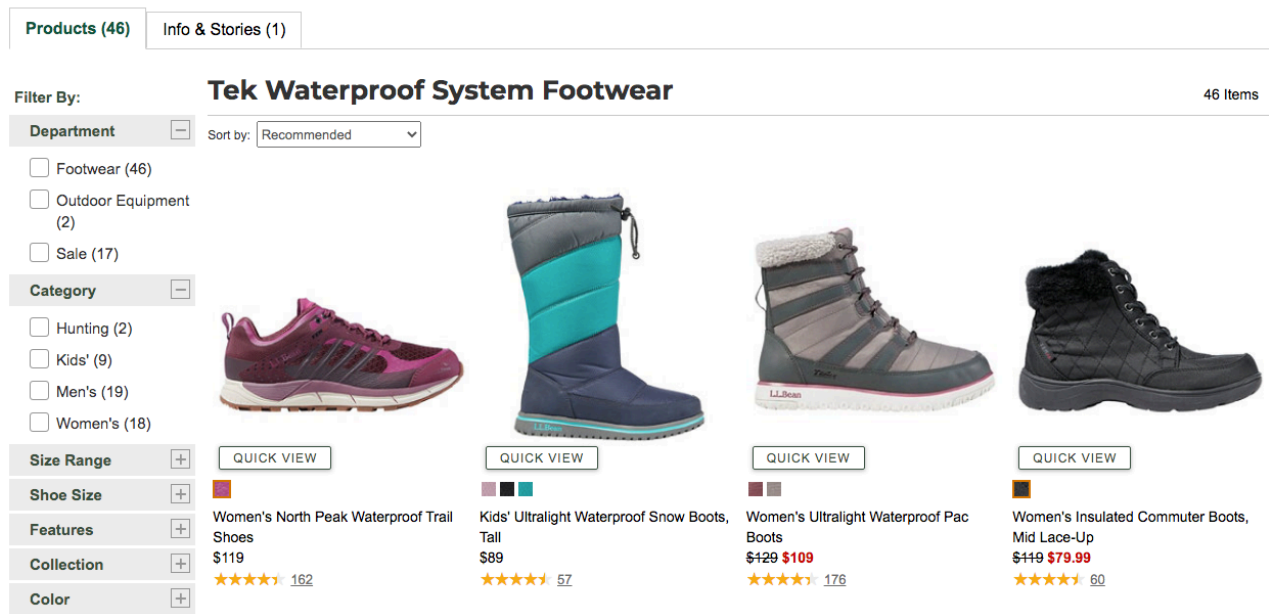 Products (46)
Info & Stories (1)
Filter By:
Department
Footwear (46)
Outdoor Equipment
(2)
Sale (17)
Category
Hunting (2)
Kids' (9)
Men's (19)
Women's (18)
Size Range
Shoe Size
Features
Collection
Color
Tek Waterproof System Footwear
46 Items
Sort by: Recommended
L.L.Bean
L.L.Bean
QUICK VIEW
QUICK VIEW
QUICK VIEW
QUICK VIEW
Women's North Peak Waterproof Trail
Shoes
$119
162
Kids' Ultralight Waterproof Snow Boots,
Tall
$89
57
Women's Ultralight Waterproof Pac
Boots
$129 $109
176
Women's Insulated Commuter Boots,
Mid Lace-Up
$119 $79.99
60